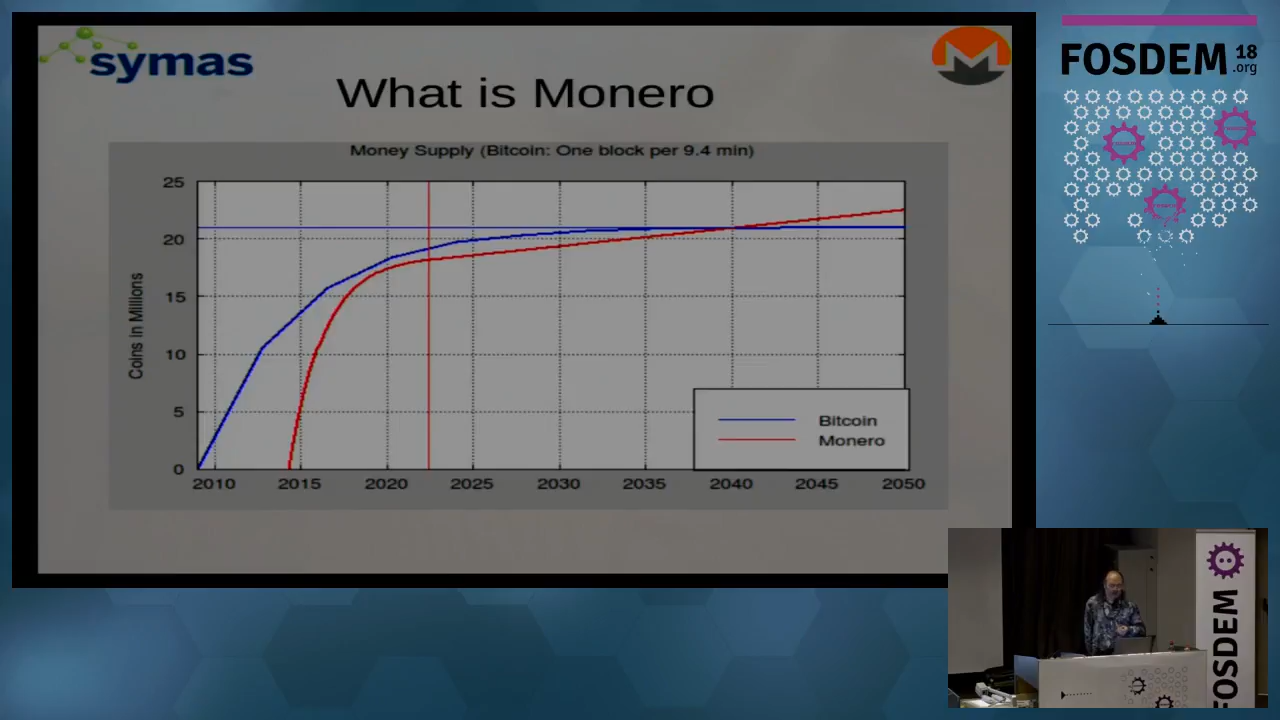 symas
What is Monero
Money Supply (Bitcoin: One block per 9.4 min)
Coins in Millions
25
20
15
10
5
0
2010 2015 2020 2025 2030 2035 2040 2045 2050
Bitcoin
Monero
FOSDEM 18
.org
FOSDEM